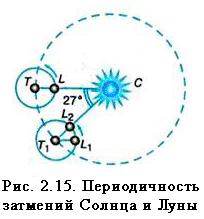 T L C
27°
L₂
T₁ L₁
Рис. 2.15. Периодичность
затмений Солнца и Луны